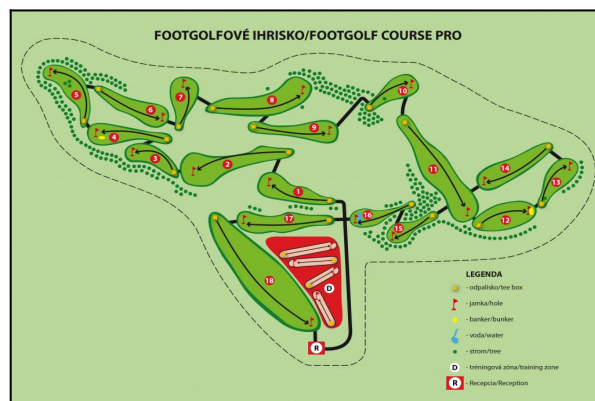 FOOTGOLFOVÉ IHRISKO/FOOTGOLF COURSE PRO
5
6
7
8
10
4
9
3
2
11
14
13
1
12
17
16
15
18
D
R
LEGENDA
- odpalisko/tee box
- jamka/hole
- banker/bunker
- voda/water
- strom/tree
D - tréningová zóna/training zone
R - Recepcia/Reception